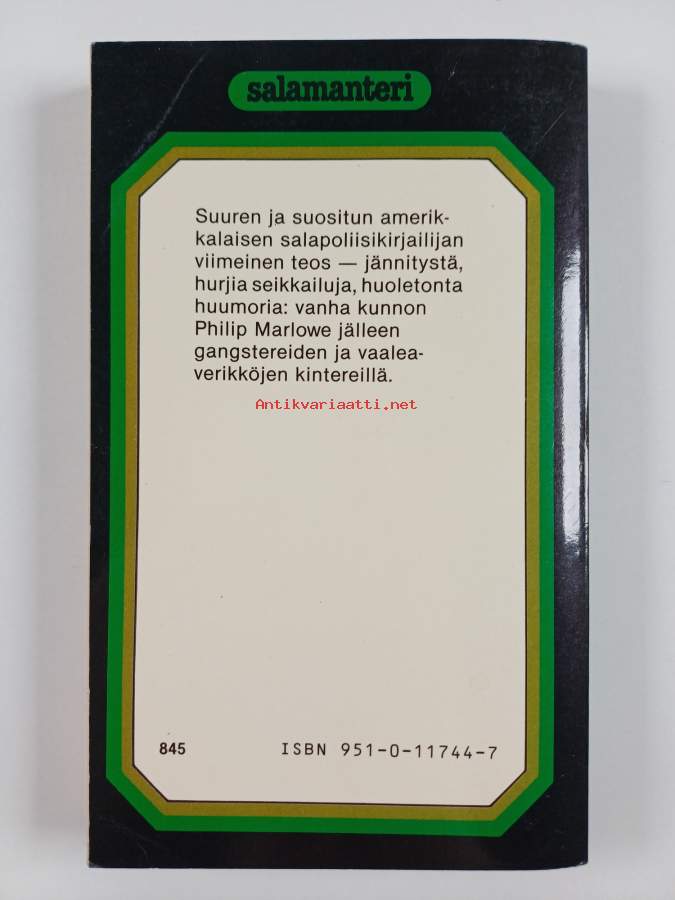 salamanteri
Suuren ja suositun amerik-
kalaisen salapoliisikirjailijan
viimeinen teos — jännitystä,
hurjia seikkailuja, huoletonta
huumoria: vanha kunnon
Philip Marlowe jälleen
gangstereiden ja vaalea-
verikköjen kintereillä.
Antikvariaatti.net
845 ISBN 951-0-11744-7